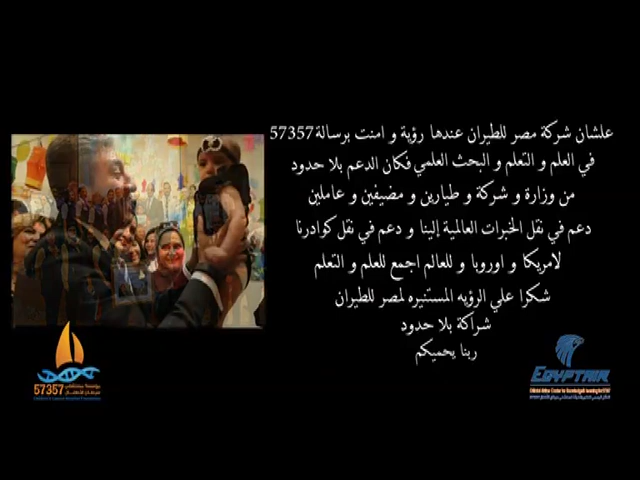 علشان شركة مصر للطيران عندها رؤية و امنت برسالة 57357
في العلم و التعلم و البحث العلمي فكان الدعم بلا حدود
من وزارة و شركة و طيارين و مضيفين و عاملين
دعم في نقل الخبرات العالمية إلينا و دعم في نقل كوادرنا
لامريكا و اوروبا و للعالم اجمع للعلم و التعلم
شكرا علي الرؤيه المستنيره لمصر للطيران
شراكة بلا حدود
ربنا يحميكم
57357
EGYPTAIR